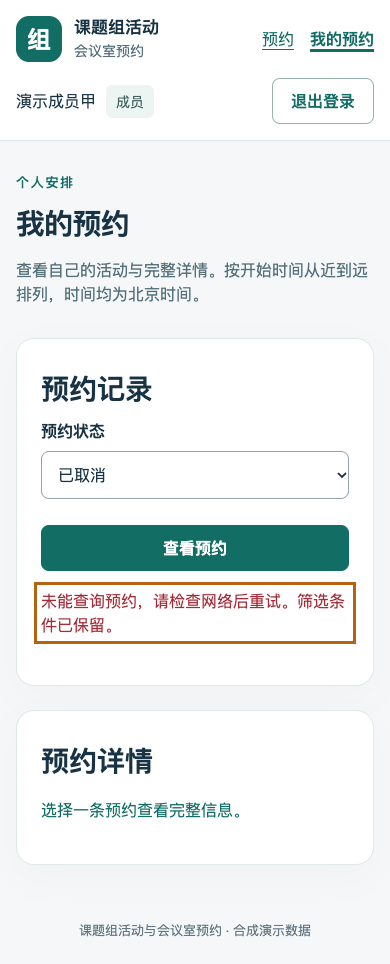 组
课题组活动
会议室预约
预约
我的预约
演示成员甲
成员
退出登录
个人安排
我的预约
查看自己的活动与完整详情。按开始时间从近到远
排列，时间均为北京时间。
预约记录
预约状态
已取消
查看预约
未能查询预约，请检查网络后重试。筛选条
件已保留。
预约详情
选择一条预约查看完整信息。
课题组活动与会议室预约 · 合成演示数据